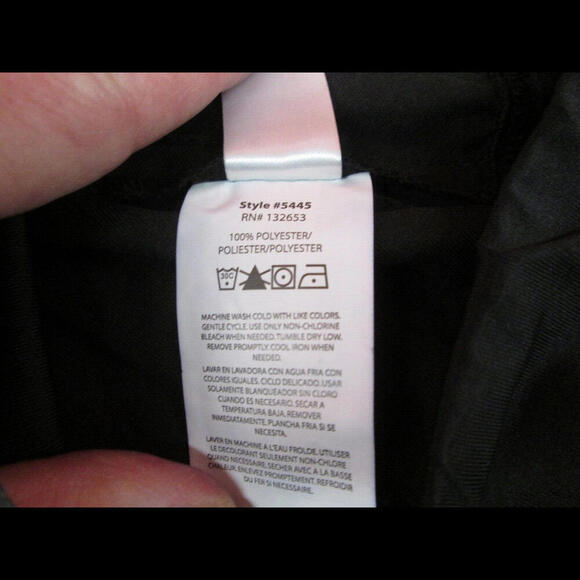 Style #5445
RN# 132653
100% POLYESTER/
POLIESTER/POLYESTER
30C
MACHINE WASH COLD WITH LIKE COLORS.
GENTLE CYCLE. USE ONLY NON-CHLORINE
BLEACH WHEN NEEDED. TUMBLE DRY LOW.
REMOVE PROMPTLY. COOL IRON WHEN
NEEDED.
LAVAR EN LAVADORA CON AGUA FRIA CON
COLORES IGUALES. CICLO DELICADO. USAR
SOLAMENTE BLANQUEADOR SIN CLORO
CUANDO ES NECESARIO. SECAR A
TEMPERATURA BAJA. REMOVER
INMEDIATAMENTE. PLANCHA FRIA SI SE
NECESITA.
LAVER EN MACHINE A L'EAU FROIDE. UTILISER
LE DECOLORANT SEULEMENT NON-CHLORE
QUAND NECESSAIRE. SECHER AVEC A LA BASSE
CHALEUR. ENLEVEZ PROMPTEMENT. REFROIDIR
DU FER SI NECESSAIRE.